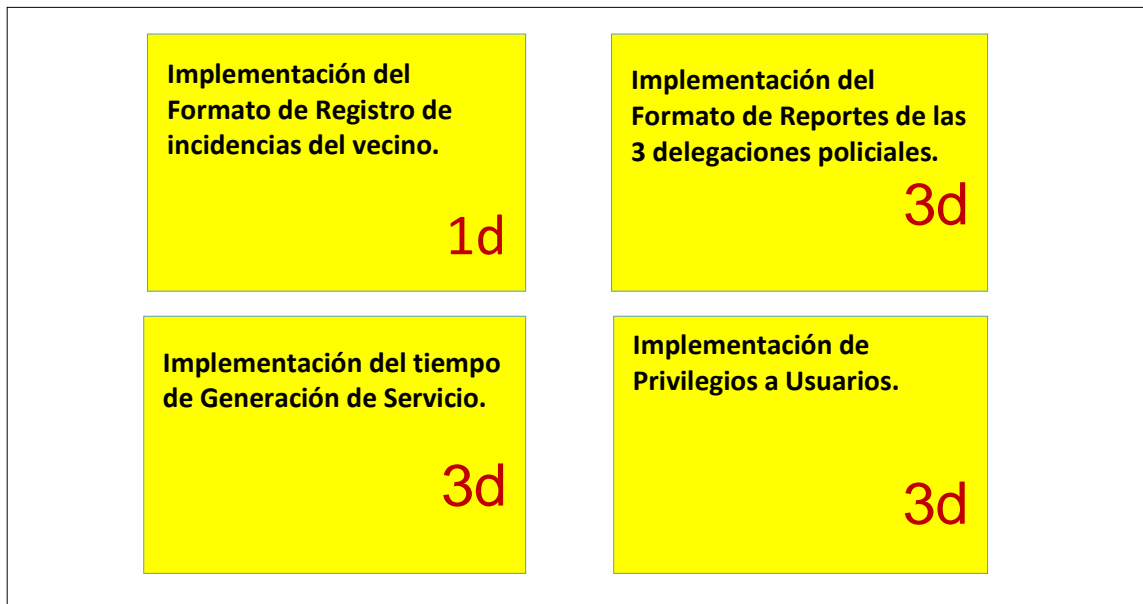 Implementación del
Formato de Registro de
incidencias del vecino.
1d
Implementación del
Formato de Reportes de las
3 delegaciones policiales.
3d
Implementación del tiempo
de Generación de Servicio.
3d
Implementación de
Privilegios a Usuarios.
3d